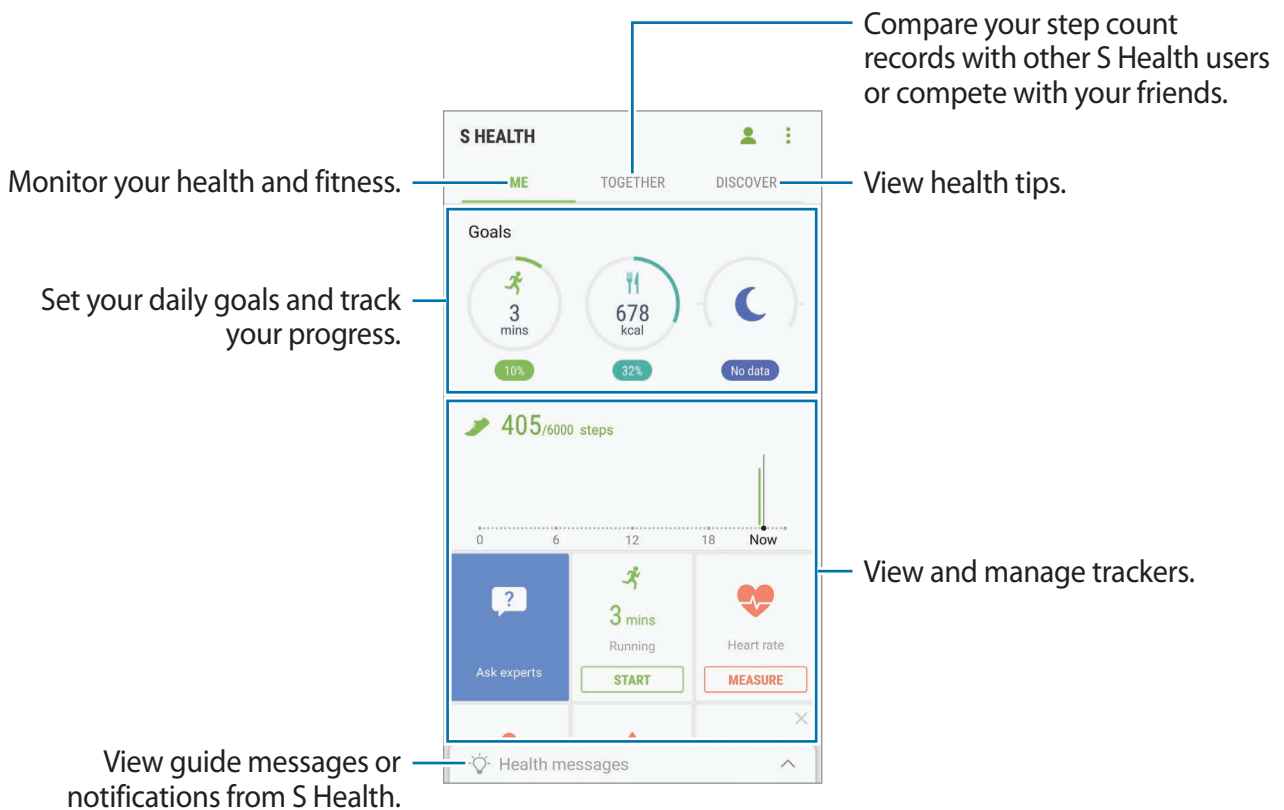 Compare your step count
records with other S Health users
or compete with your friends.
S HEALTH
Monitor your health and fitness.
ME
TOGETHER
DISCOVER
View health tips.
Goals
Set your daily goals and track
your progress.
3
mins
678
kcal
10%
32%
No data
405/6000 steps
0 6 12 18 Now
View and manage trackers.
?
Ask experts
3 mins
Running
START
Heart rate
MEASURE
View guide messages or
notifications from S Health.
Health messages